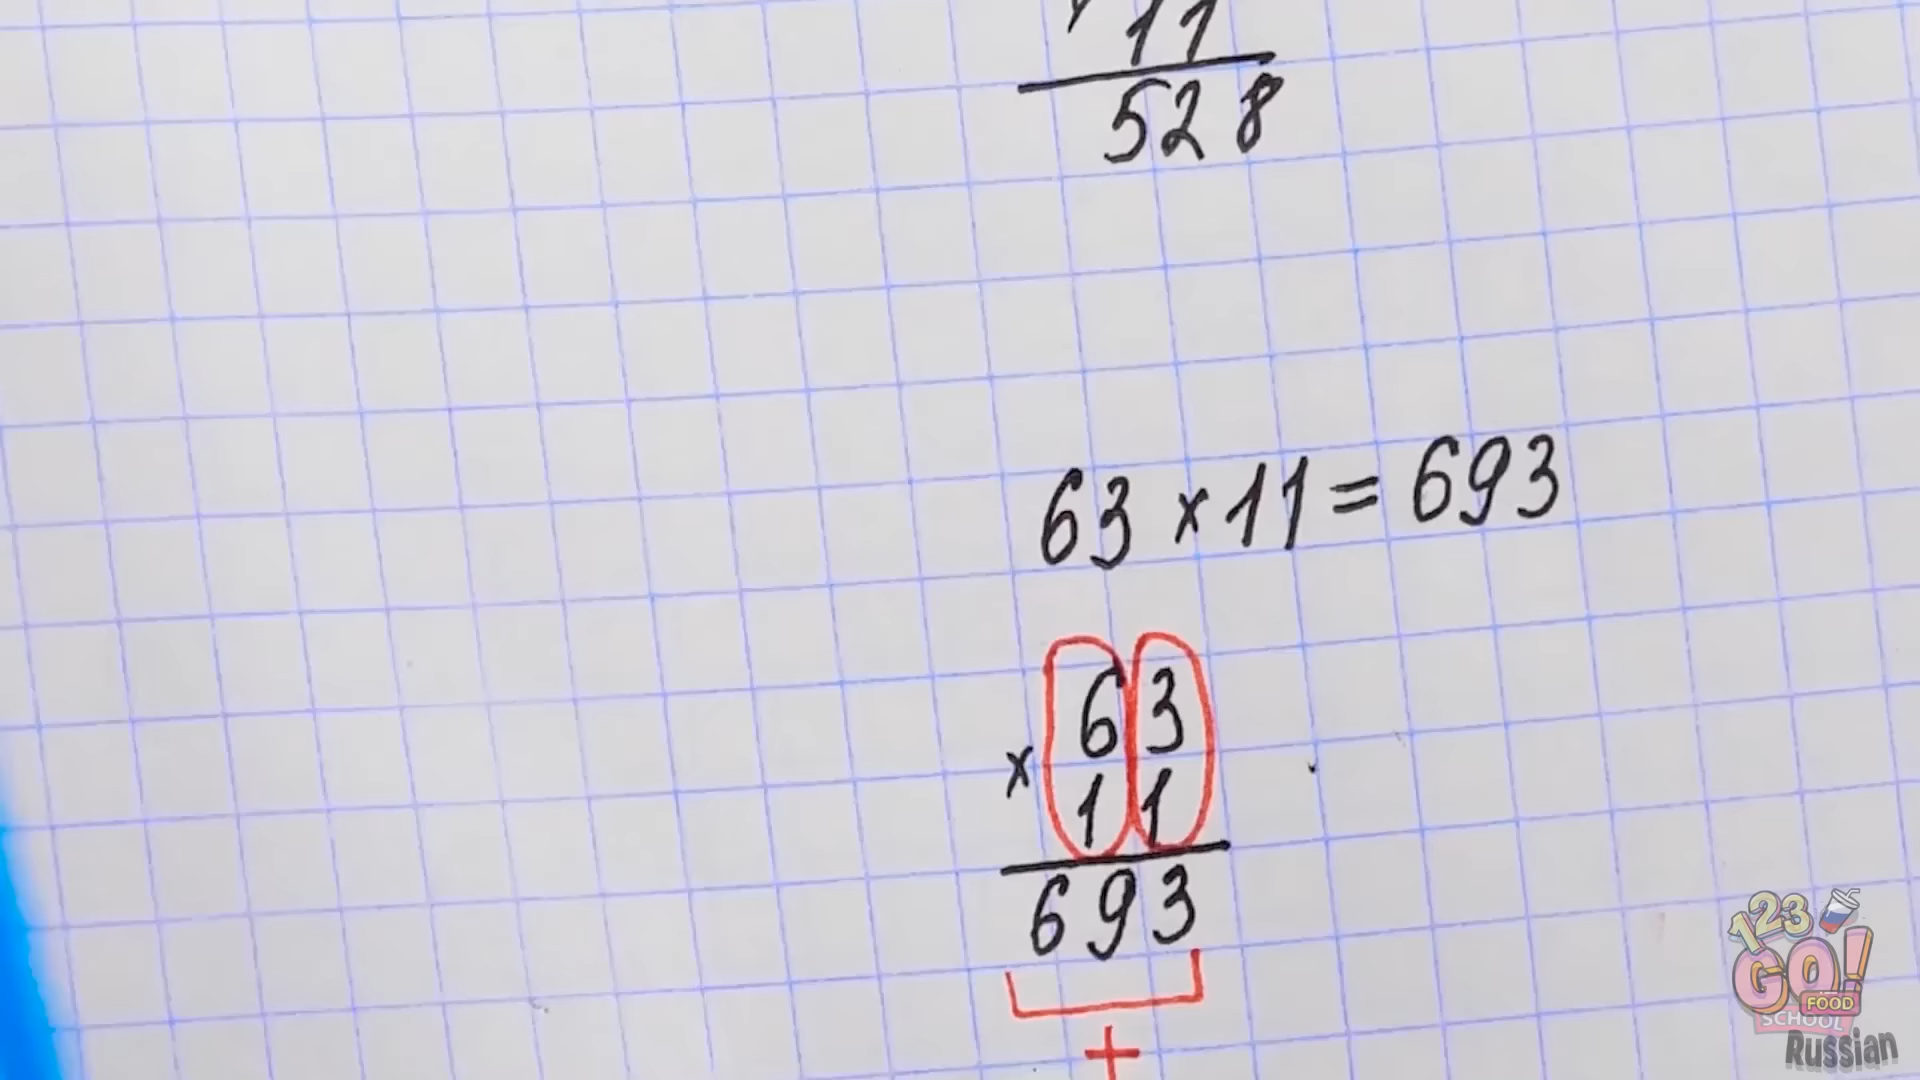 11
528
63 × 11 = 693
63
×
11
693
+
123
GO!
FOOD
SCHOOL
Russian